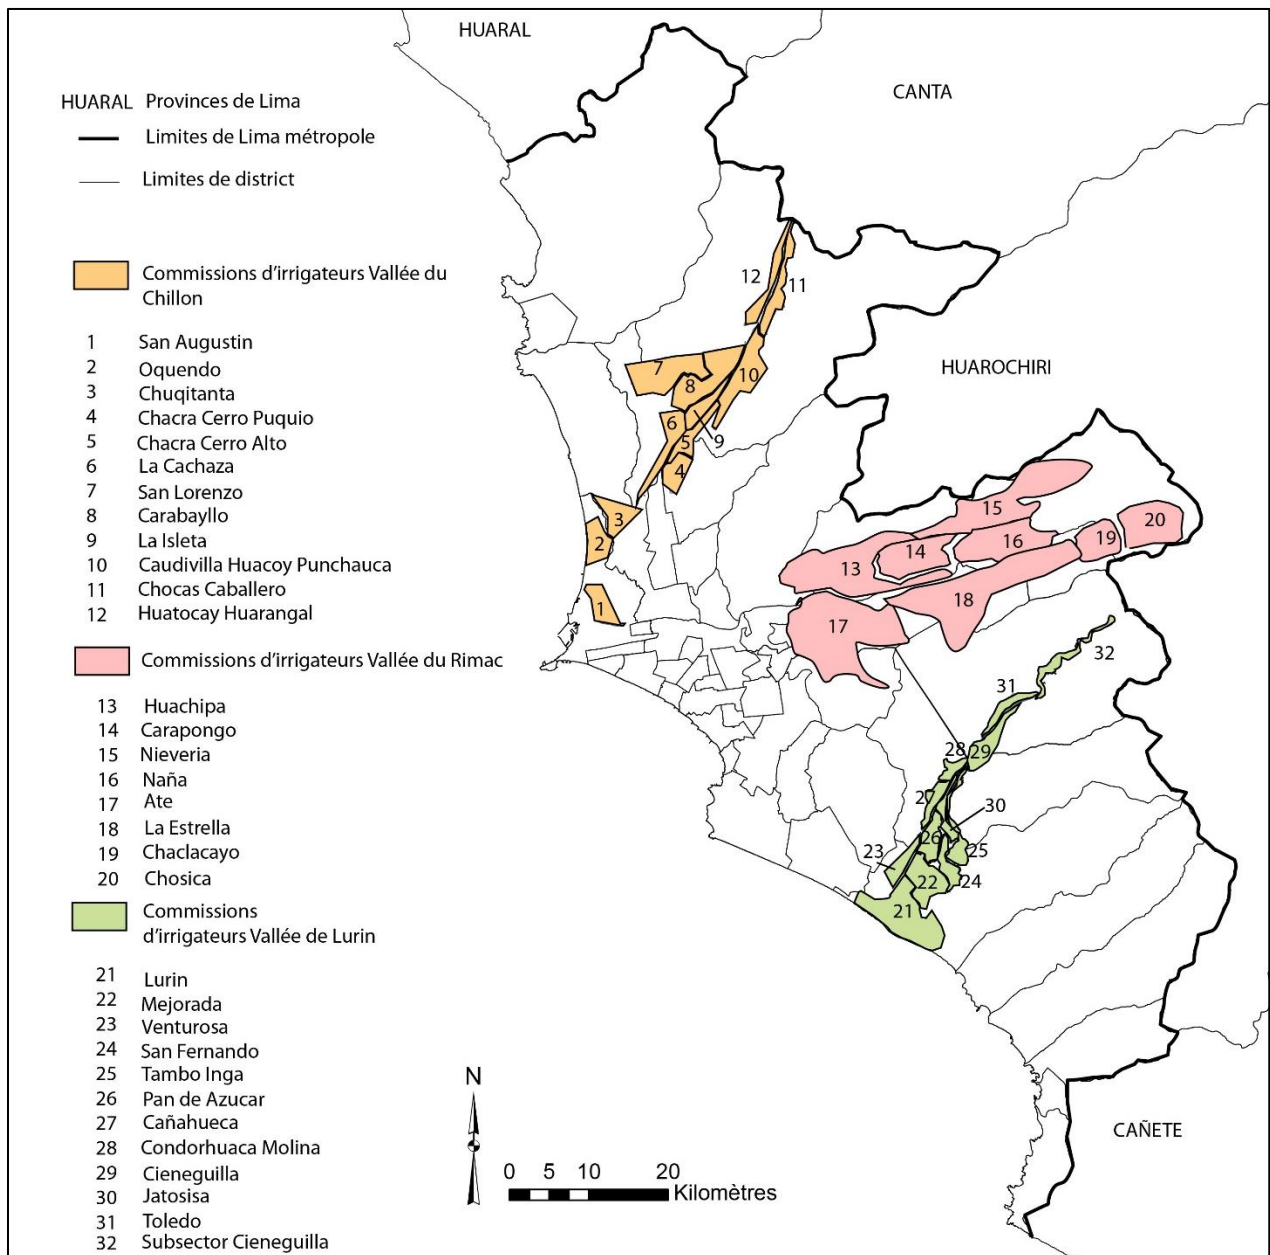 HUARAL
CANTA
HUAROCHIRI
CAÑETE
HUARAL Provinces de Lima
Limites de Lima métropole
Limites de district
Commissions d'irrigateurs Vallée du
Chillon
1 San Augustin
2 Oquendo
3 Chuqitanta
4 Chacra Cerro Puquio
5 Chacra Cerro Alto
6 La Cachaza
7 San Lorenzo
8 Carabayllo
9 La Isleta
10 Caudivilla Huacoy Punchauca
11 Chocas Caballero
12 Huatocay Huarangal
Commissions d'irrigateurs Vallée du Rimac
13 Huachipa
14 Carapongo
15 Nieveria
16 Naña
17 Ate
18 La Estrella
19 Chaclacayo
20 Chosica
Commissions
d'irrigateurs Vallée de Lurin
21 Lurin
22 Mejorada
23 Venturosa
24 San Fernando
25 Tambo Inga
26 Pan de Azucar
27 Cañahueca
28 Condorhuaca Molina
29 Cieneguilla
30 Jatosisa
31 Toledo
32 Subsector Cieneguilla
12
11
7
8
10
6
9
5
4
3
2
1
15
20
19
16
14
13
18
17
32
31
28
29
27
30
26
25
23
22
24
21
N
0 5 10 20
Kilomètres